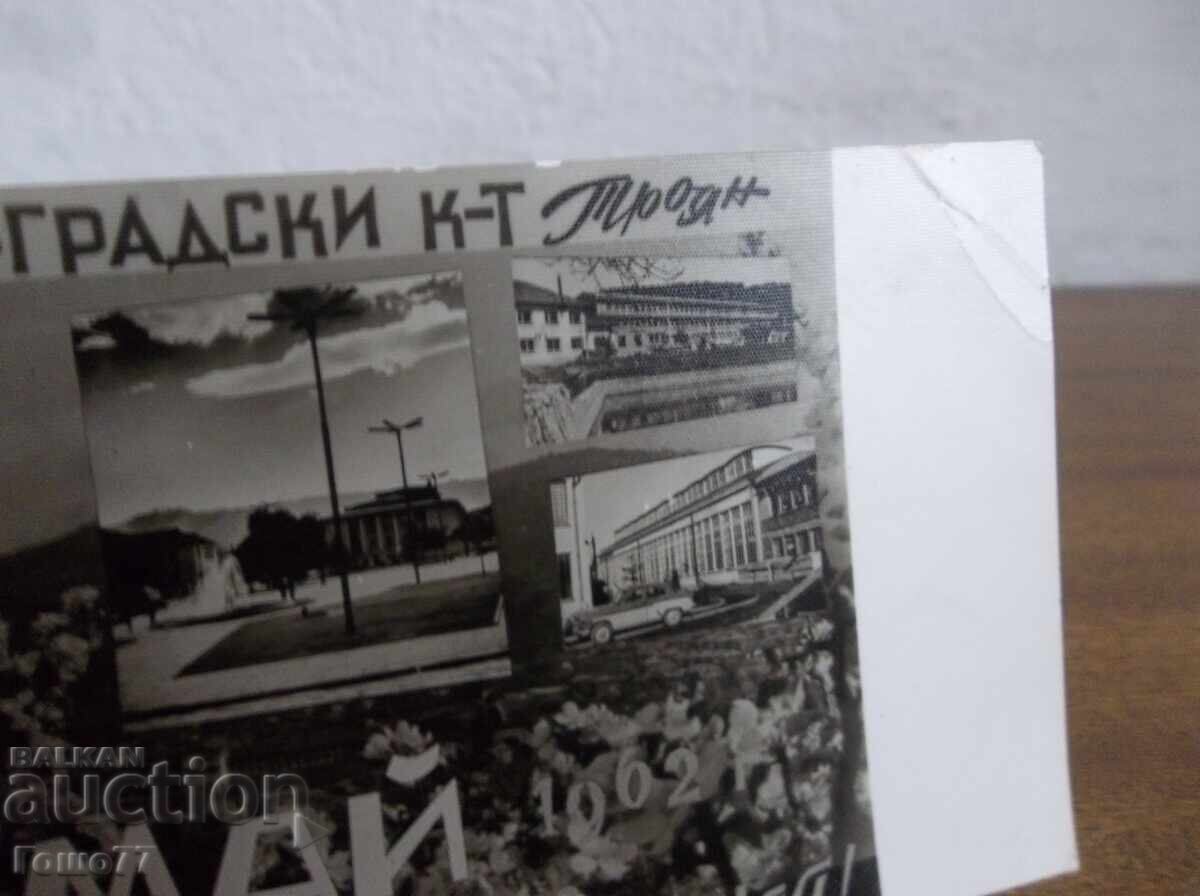 ГРАДСКИ К-Т Троян
1962 Г
МАЙ
BALKAN
auction
Гошо77